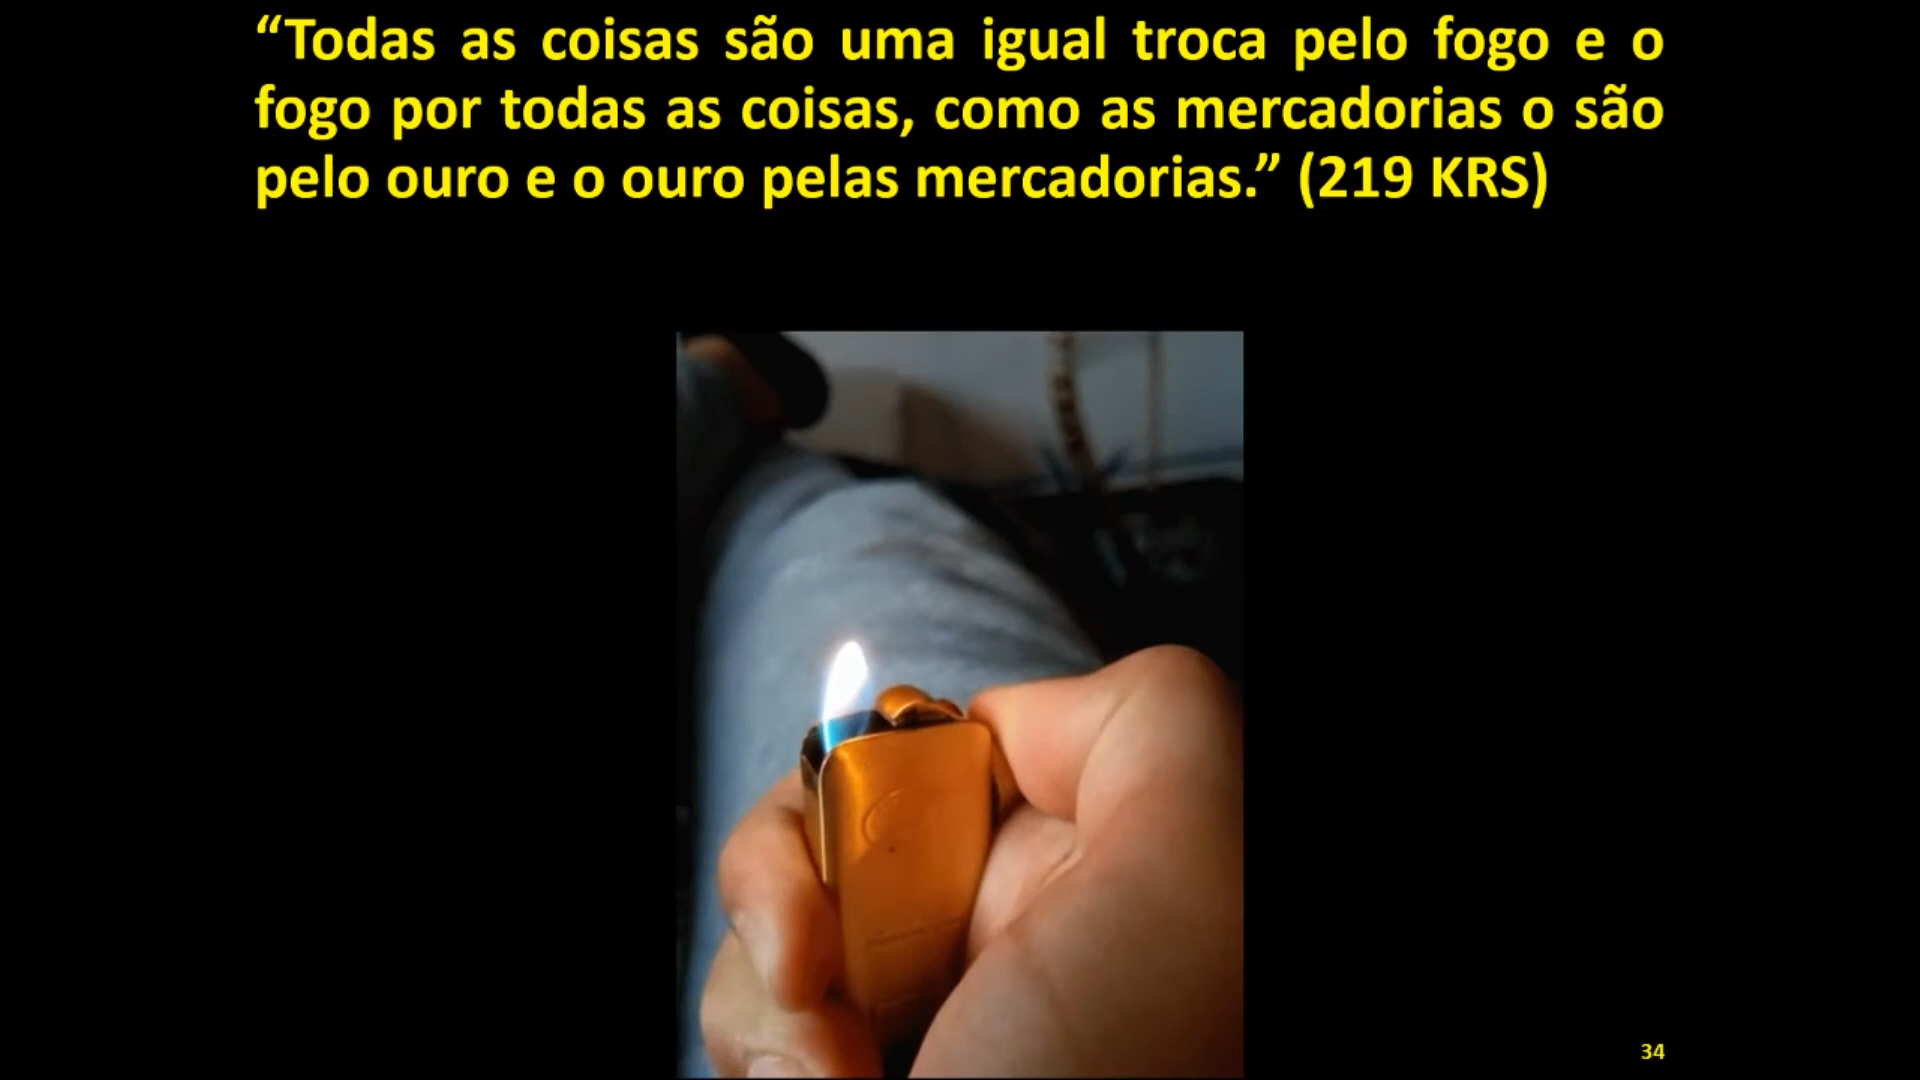 “Todas as coisas são uma igual troca pelo fogo e o
fogo por todas as coisas, como as mercadorias o são
pelo ouro e o ouro pelas mercadorias.” (219 KRS)
34